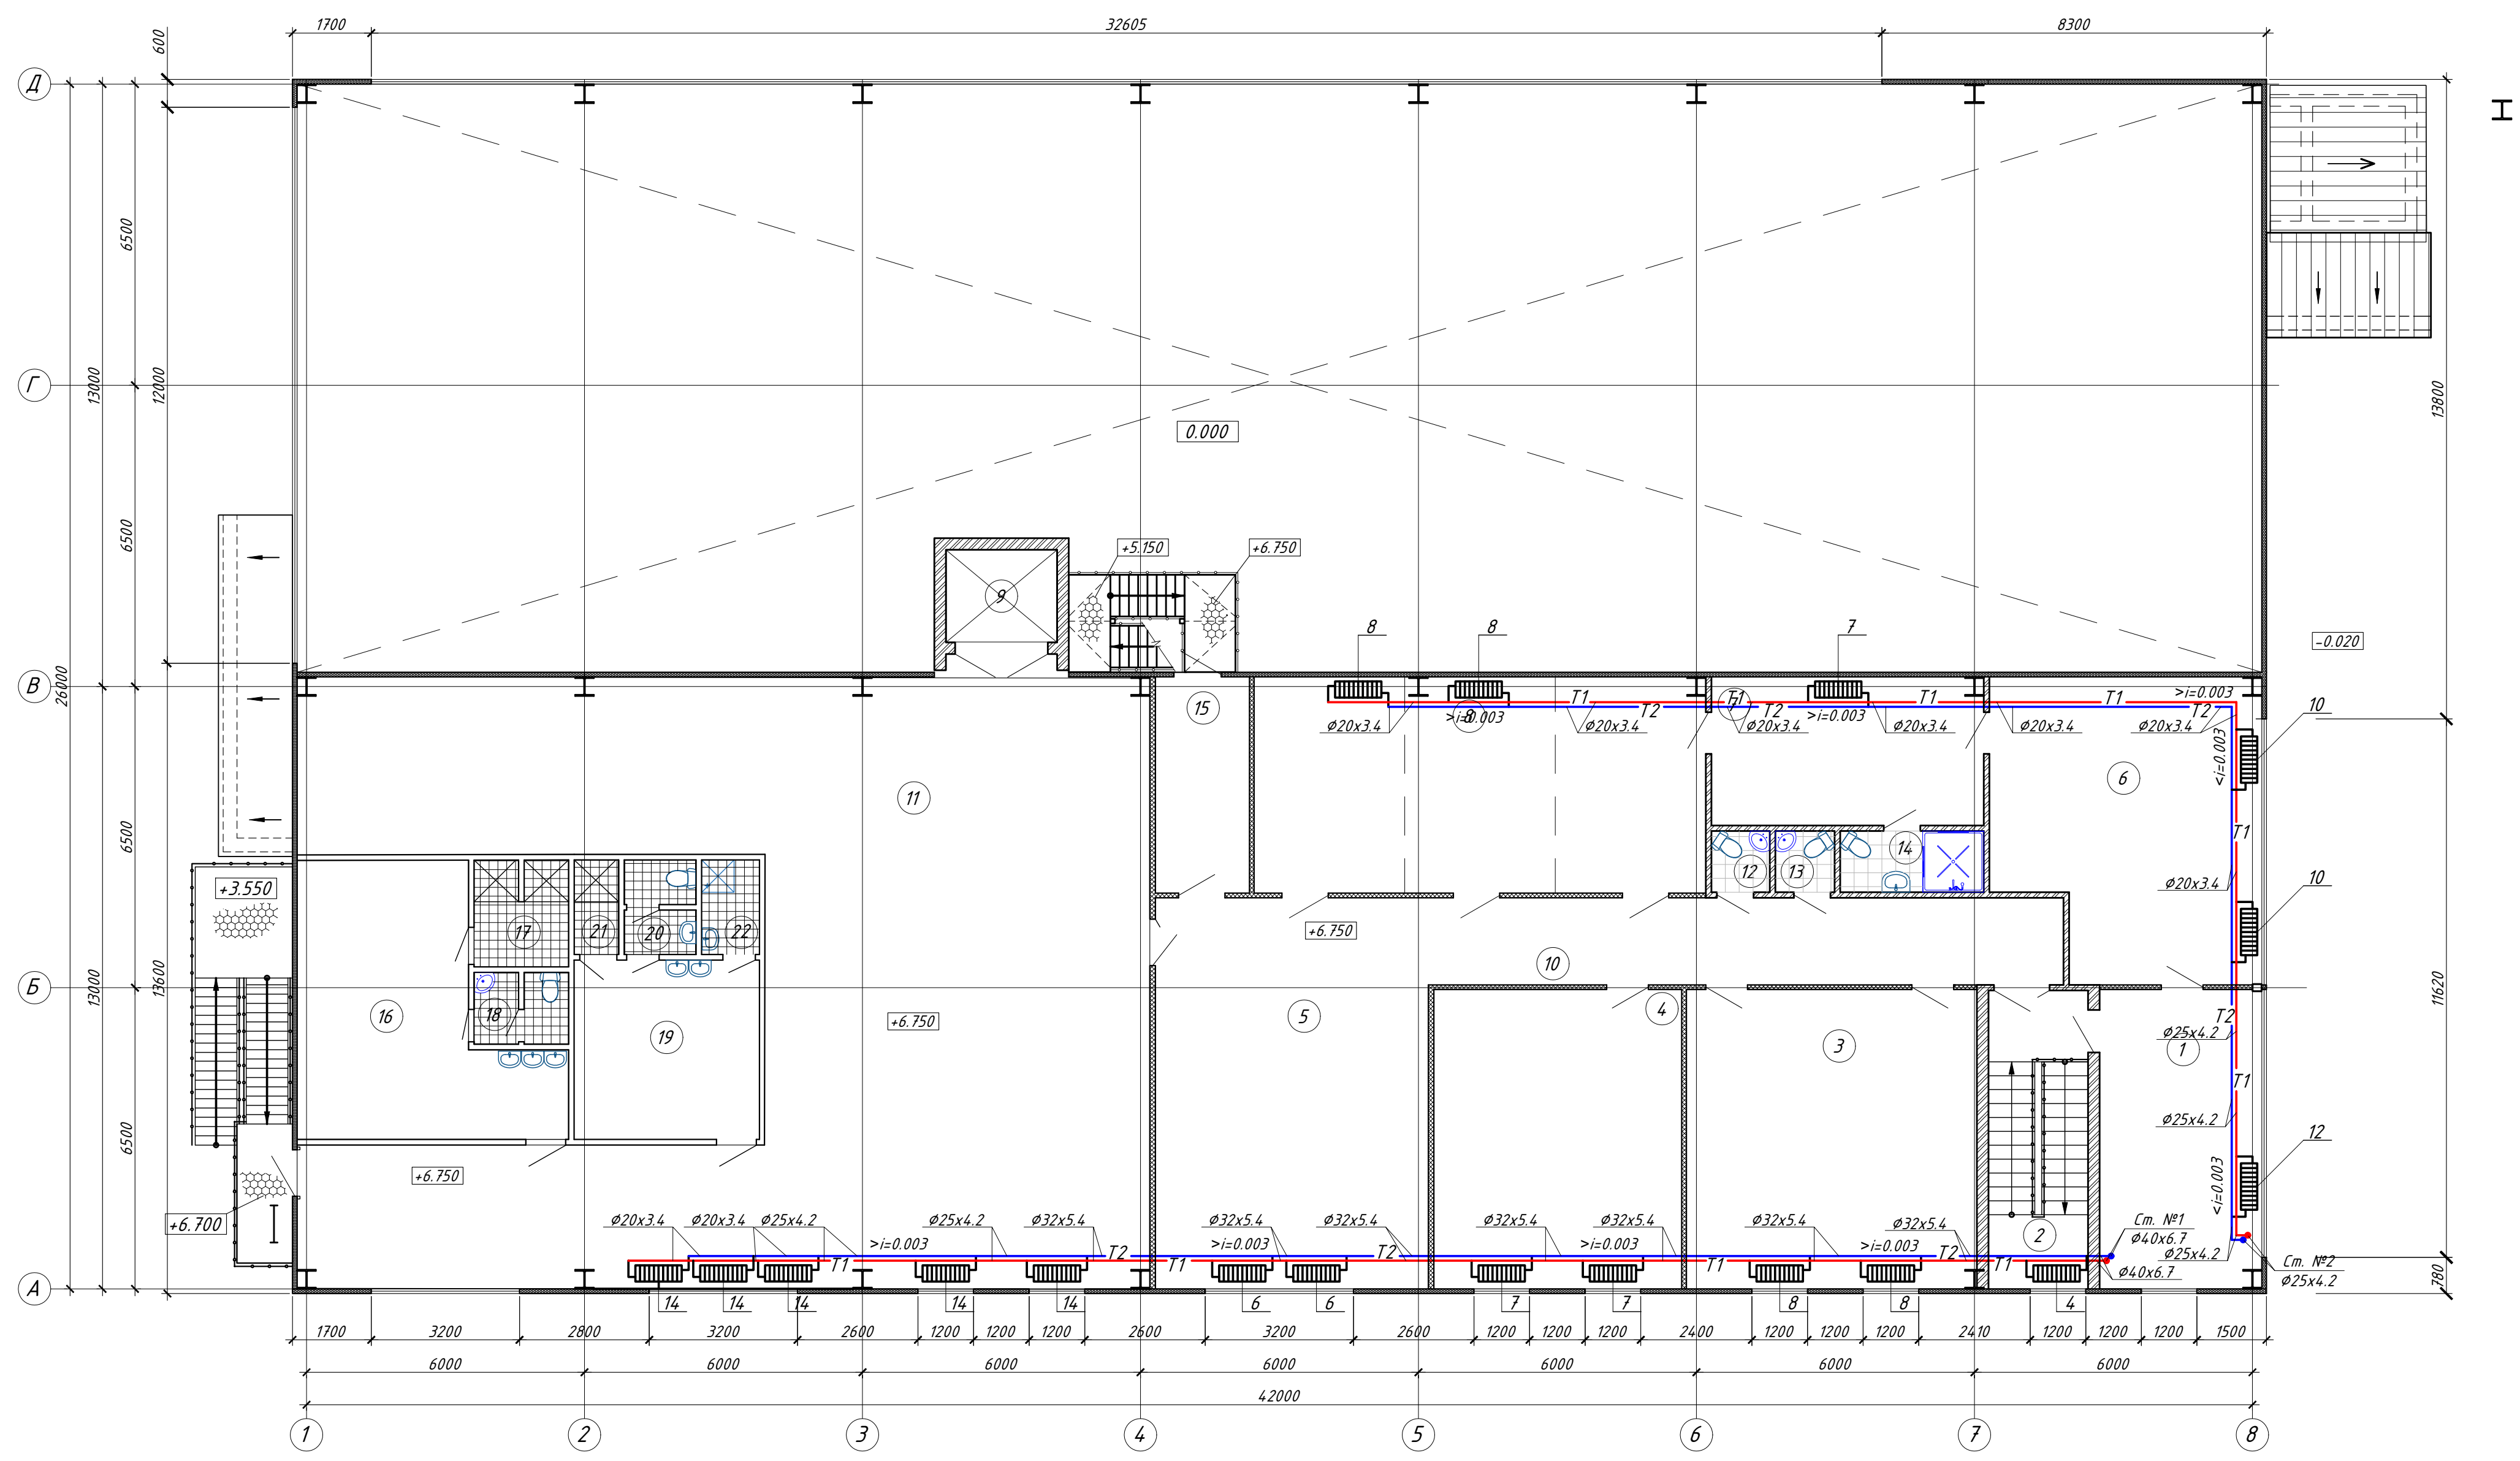 1700
32605
8300
600
Д
6500
13000
12000
Г
13800
0.000
6500
+5.150
+6.750
9
8
8
7
-0.020
26000
В
15
T1
T1
T1
T1
>i=0.003
T2
T2
T2
10
8
>i=0.003
7
>i=0.003
Ø20x3.4
Ø20x3.4
Ø20x3.4
Ø20x3.4
Ø20x3.4
Ø20x3.4
<i=0.003
6
11
6500
T1
14
12
13
+3.550
Ø20x3.4
10
17
21
20
22
+6.750
10
Б
13000
13600
16
18
19
+6.750
5
4
3
T2
Ø25x4.2
1
11620
T1
Ø25x4.2
12
6500
+6.750
<i=0.003
+6.700
Ø20x3.4
Ø20x3.4
Ø25x4.2
Ø25x4.2
Ø32x5.4
Ø32x5.4
Ø32x5.4
Ø32x5.4
Ø32x5.4
Ø32x5.4
Ø32x5.4
2
Ст. №1
Ø40x6.7
>i=0.003
>i=0.003
>i=0.003
>i=0.003
Ø25x4.2
T2
T2
T2
T1
T1
T1
T1
Ø40x6.7
Ст. №2
Ø25x4.2
780
А
14
14
14
14
14
6
6
7
7
8
8
4
1700
3200
2800
3200
2600
1200
1200
1200
2600
3200
2600
1200
1200
1200
2400
1200
1200
1200
2410
1200
1200
1200
1500
6000
6000
6000
6000
6000
6000
6000
42000
1
2
3
4
5
6
7
8